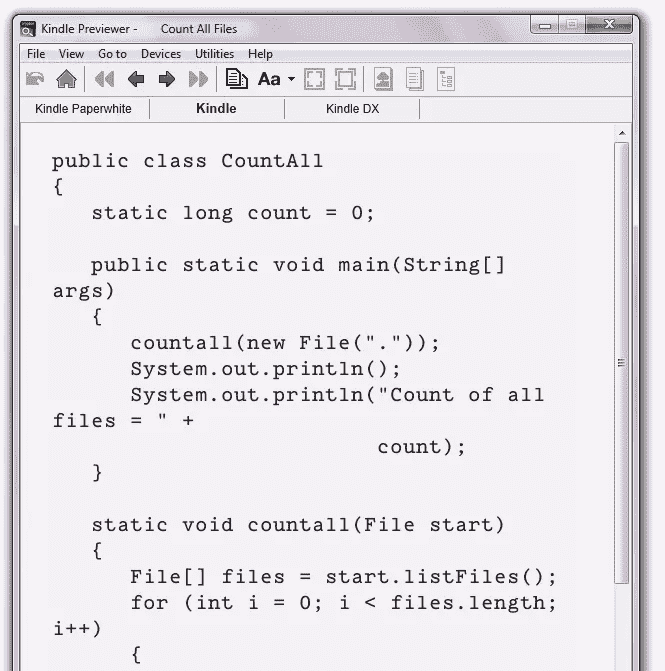 Kindle Previewer - Count All Files
File View Go to Devices Utilities Help
Aa
Kindle Paperwhite Kindle Kindle DX
public class CountAll
{
static long count = 0;
public static void main(String[]
args)
{
countall(new File("."));
System.out.println();
System.out.println("Count of all
files = " +
count);
}
static void countall(File start)
{
File[] files = start.listFiles();
for (int i = 0; i < files.length;
i++)
{